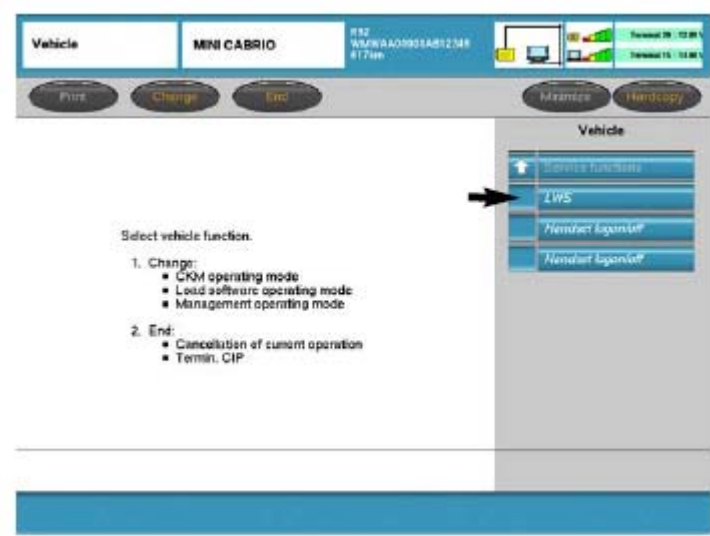 Vehicle
MINI CABRIO
617km
Print
Change
End
Minimize
Hardcopy
Vehicle
Service functions
LWS
Handset logon/off
Handset logon/off
Select vehicle function.
1. Change:
▪ CKM operating mode
▪ Load software operating mode
▪ Management operating mode
2. End:
▪ Cancellation of current operation
▪ Termin. CIP